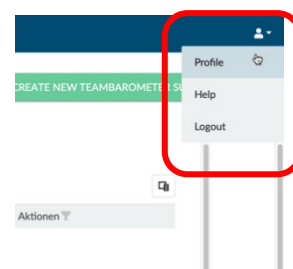 Profile
CREATE NEW TEAMBAROMETER SU
Help
Logout
Aktionen